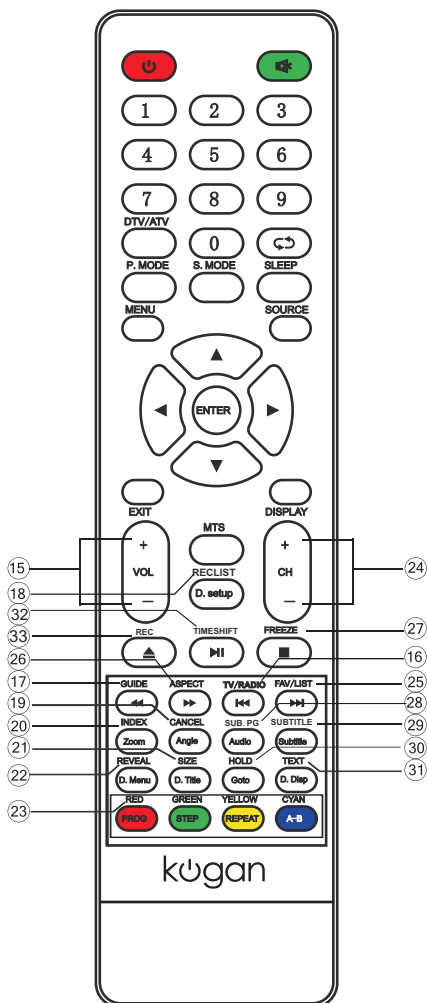 1 2 3
4 5 6
7 8 9
DTV/ATV
0
P. MODE S. MODE SLEEP
MENU SOURCE
ENTER
EXIT DISPLAY
MTS
+ +
15 VOL CH 24
− −
RECLIST
18 D. setup
32
33 REC TIMESHIFT FREEZE 27
26 16
17 GUIDE ASPECT TV/RADIO FAV/LIST 25
19 28
20 INDEX CANCEL SUB. PG SUBTITLE 29
Zoom Angle Audio Subtitle
21 30
22 REVEAL SIZE HOLD TEXT 31
D. Menu D. Title Goto D. Disp
23 RED GREEN YELLOW CYAN
PROG STEP REPEAT A-B
kogan